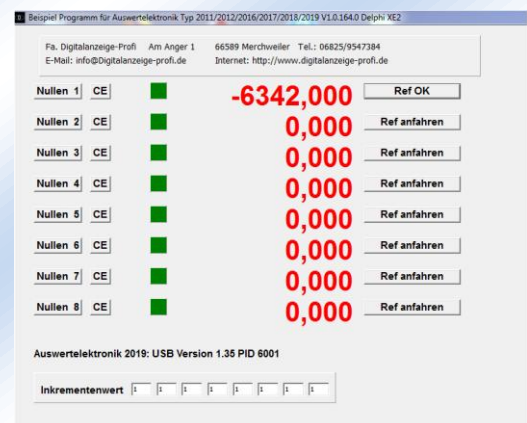 Beispiel Programm für Auswertelektronik Typ 2011/2012/2016/2017/2018/2019 V1.0.164.0 Delphi XE2
Fa. Digitalanzeige-Profi Am Anger 1 66589 Merchweiler Tel.: 06825/9547384
E-Mail: info@Digitalanzeige-profi.de Internet: http://www.digitalanzeige-profi.de
Nullen 1 CE -6342,000 Ref OK
Nullen 2 CE 0,000 Ref anfahren
Nullen 3 CE 0,000 Ref anfahren
Nullen 4 CE 0,000 Ref anfahren
Nullen 5 CE 0,000 Ref anfahren
Nullen 6 CE 0,000 Ref anfahren
Nullen 7 CE 0,000 Ref anfahren
Nullen 8 CE 0,000 Ref anfahren
Auswertelektronik 2019: USB Version 1.35 PID 6001
Inkrementenwert 1 1 1 1 1 1 1 1